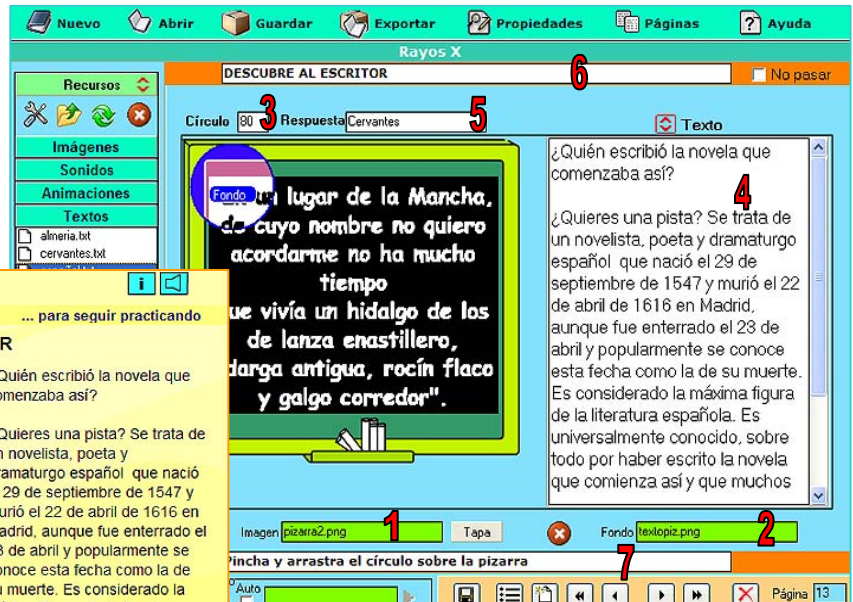 Nuevo Abrir Guardar Exportar Propiedades Páginas Ayuda
Rayos X
DESCUBRE AL ESCRITOR 6 No pasar
Recursos
Imágenes
Sonidos
Animaciones
Textos
almeria.txt
cervantes.txt
Círculo 80 3 Respuesta Cervantes 5
Texto
Fondo
un lugar de la Mancha,
de cuyo nombre no quiero
acordarme no ha mucho
tiempo
que vivía un hidalgo de los
de lanza enastillero,
adarga antigua, rocín flaco
y galgo corredor".
4
¿Quién escribió la novela que
comenzaba así?
¿Quieres una pista? Se trata de
un novelista, poeta y dramaturgo
español que nació el 29 de
septiembre de 1547 y murió el 22
de abril de 1616 en Madrid,
aunque fue enterrado el 23 de
abril y popularmente se conoce
esta fecha como la de su muerte.
Es considerado la máxima figura
de la literatura española. Es
universalmente conocido, sobre
todo por haber escrito la novela
que comienza así y que muchos
i
... para seguir practicando
R
Quién escribió la novela que
omenzaba así?
Quieres una pista? Se trata de
n novelista, poeta y
ramaturgo español que nació
29 de septiembre de 1547 y
urió el 22 de abril de 1616 en
adrid, aunque fue enterrado el
3 de abril y popularmente se
onoce esta fecha como la de
u muerte. Es considerado la
Imagen pizarra2.png 1 Tapa Fondo textopiz.png 2
Pincha y arrastra el círculo sobre la pizarra 7
Auto
Página 13